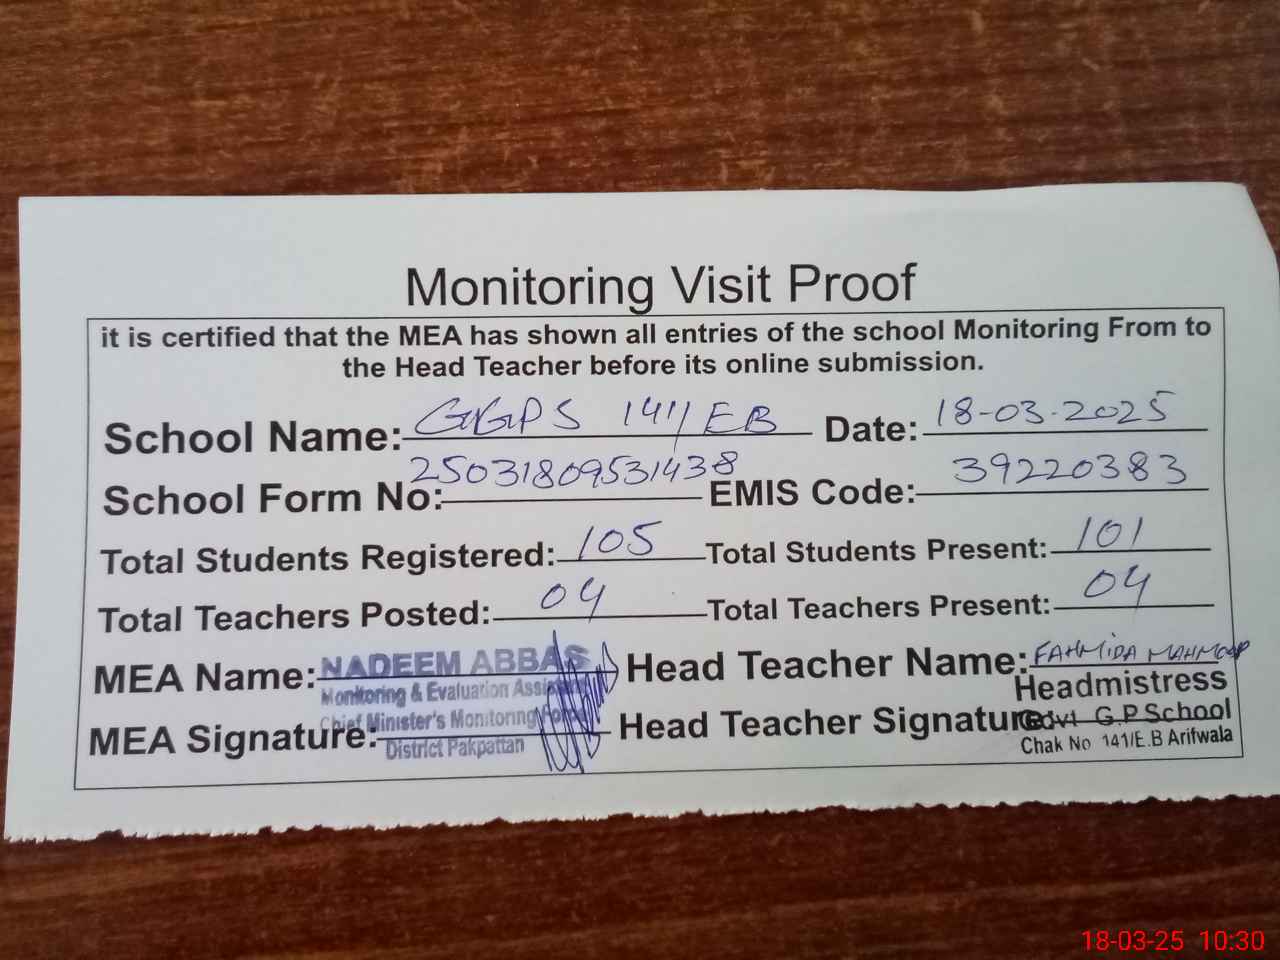 Monitoring Visit Proof
it is certified that the MEA has shown all entries of the school Monitoring From to
the Head Teacher before its online submission.
School Name: GGPS 141/EB Date: 18-03-2025
School Form No: 25031809531438 EMIS Code: 39220383
Total Students Registered: 105 Total Students Present: 101
Total Teachers Posted: 04 Total Teachers Present: 04
MEA Name: NADEEM ABBAS Head Teacher Name: FAHMIDA MAHMOOD
Monitoring & Evaluation Assistant Headmistress
MEA Signature: Chief Minister's Monitoring Force Head Teacher Signature: Govt G.P School
District Pakpattan Chak No 141/E.B Arifwala
18-03-25 10:30